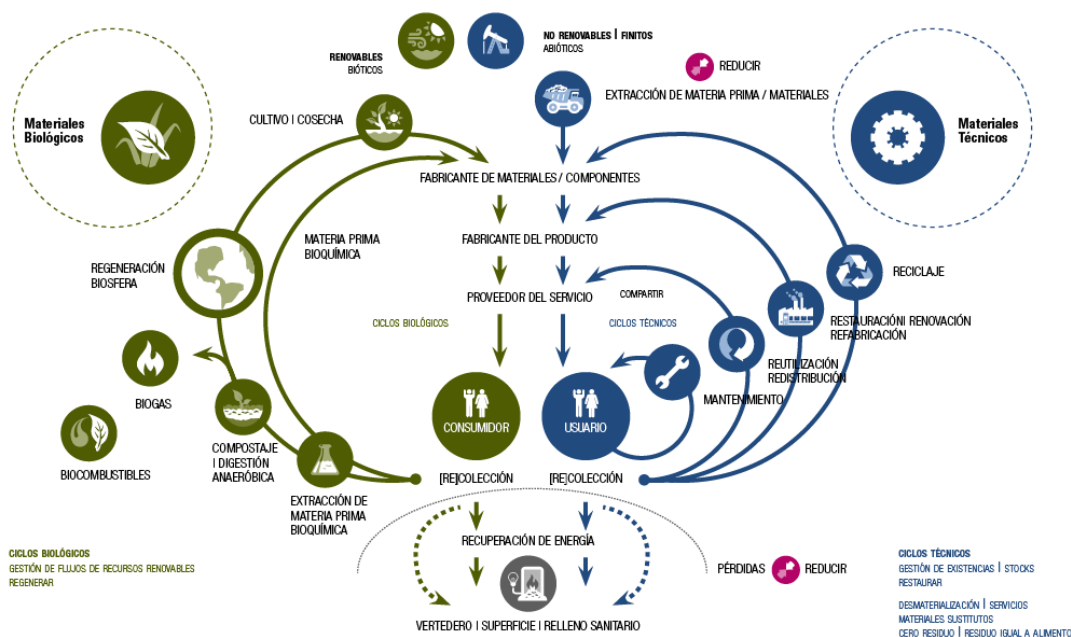 NO RENOVABLES | FINITOS
ABIÓTICOS
RENOVABLES
BIÓTICOS
REDUCIR
EXTRACCIÓN DE MATERIA PRIMA / MATERIALES
Materiales
Biológicos
CULTIVO | COSECHA
Materiales
Técnicos
FABRICANTE DE MATERIALES / COMPONENTES
MATERIA PRIMA
BIOQUÍMICA
FABRICANTE DEL PRODUCTO
REGENERACIÓN
BIOSFERA
RECICLAJE
PROVEEDOR DEL SERVICIO
COMPARTIR
CICLOS BIOLÓGICOS
CICLOS TÉCNICOS
RESTAURACIÓNI RENOVACIÓN
REFABRICACIÓN
REUTILIZACIÓN
REDISTRIBUCIÓN
MANTENIMIENTO
BIOGAS
CONSUMIDOR
USUARIO
BIOCOMBUSTIBLES
COMPOSTAJE
| DIGESTIÓN
ANAERÓBICA
[RE]COLECCIÓN
[RE]COLECCIÓN
EXTRACCIÓN DE
MATERIA PRIMA
BIOQUÍMICA
RECUPERACIÓN DE ENERGÍA
CICLOS BIOLÓGICOS
GESTIÓN DE FLUJOS DE RECURSOS RENOVABLES
REGENERAR
PÉRDIDAS
REDUCIR
CICLOS TÉCNICOS
GESTIÓN DE EXISTENCIAS | STOCKS
RESTAURAR
DESMATERIALIZACIÓN | SERVICIOS
MATERIALES SUSTITUTOS
CERO RESIDUO | RESIDUO IGUAL A ALIMENTO
VERTEDERO | SUPERFICIE | RELLENO SANITARIO